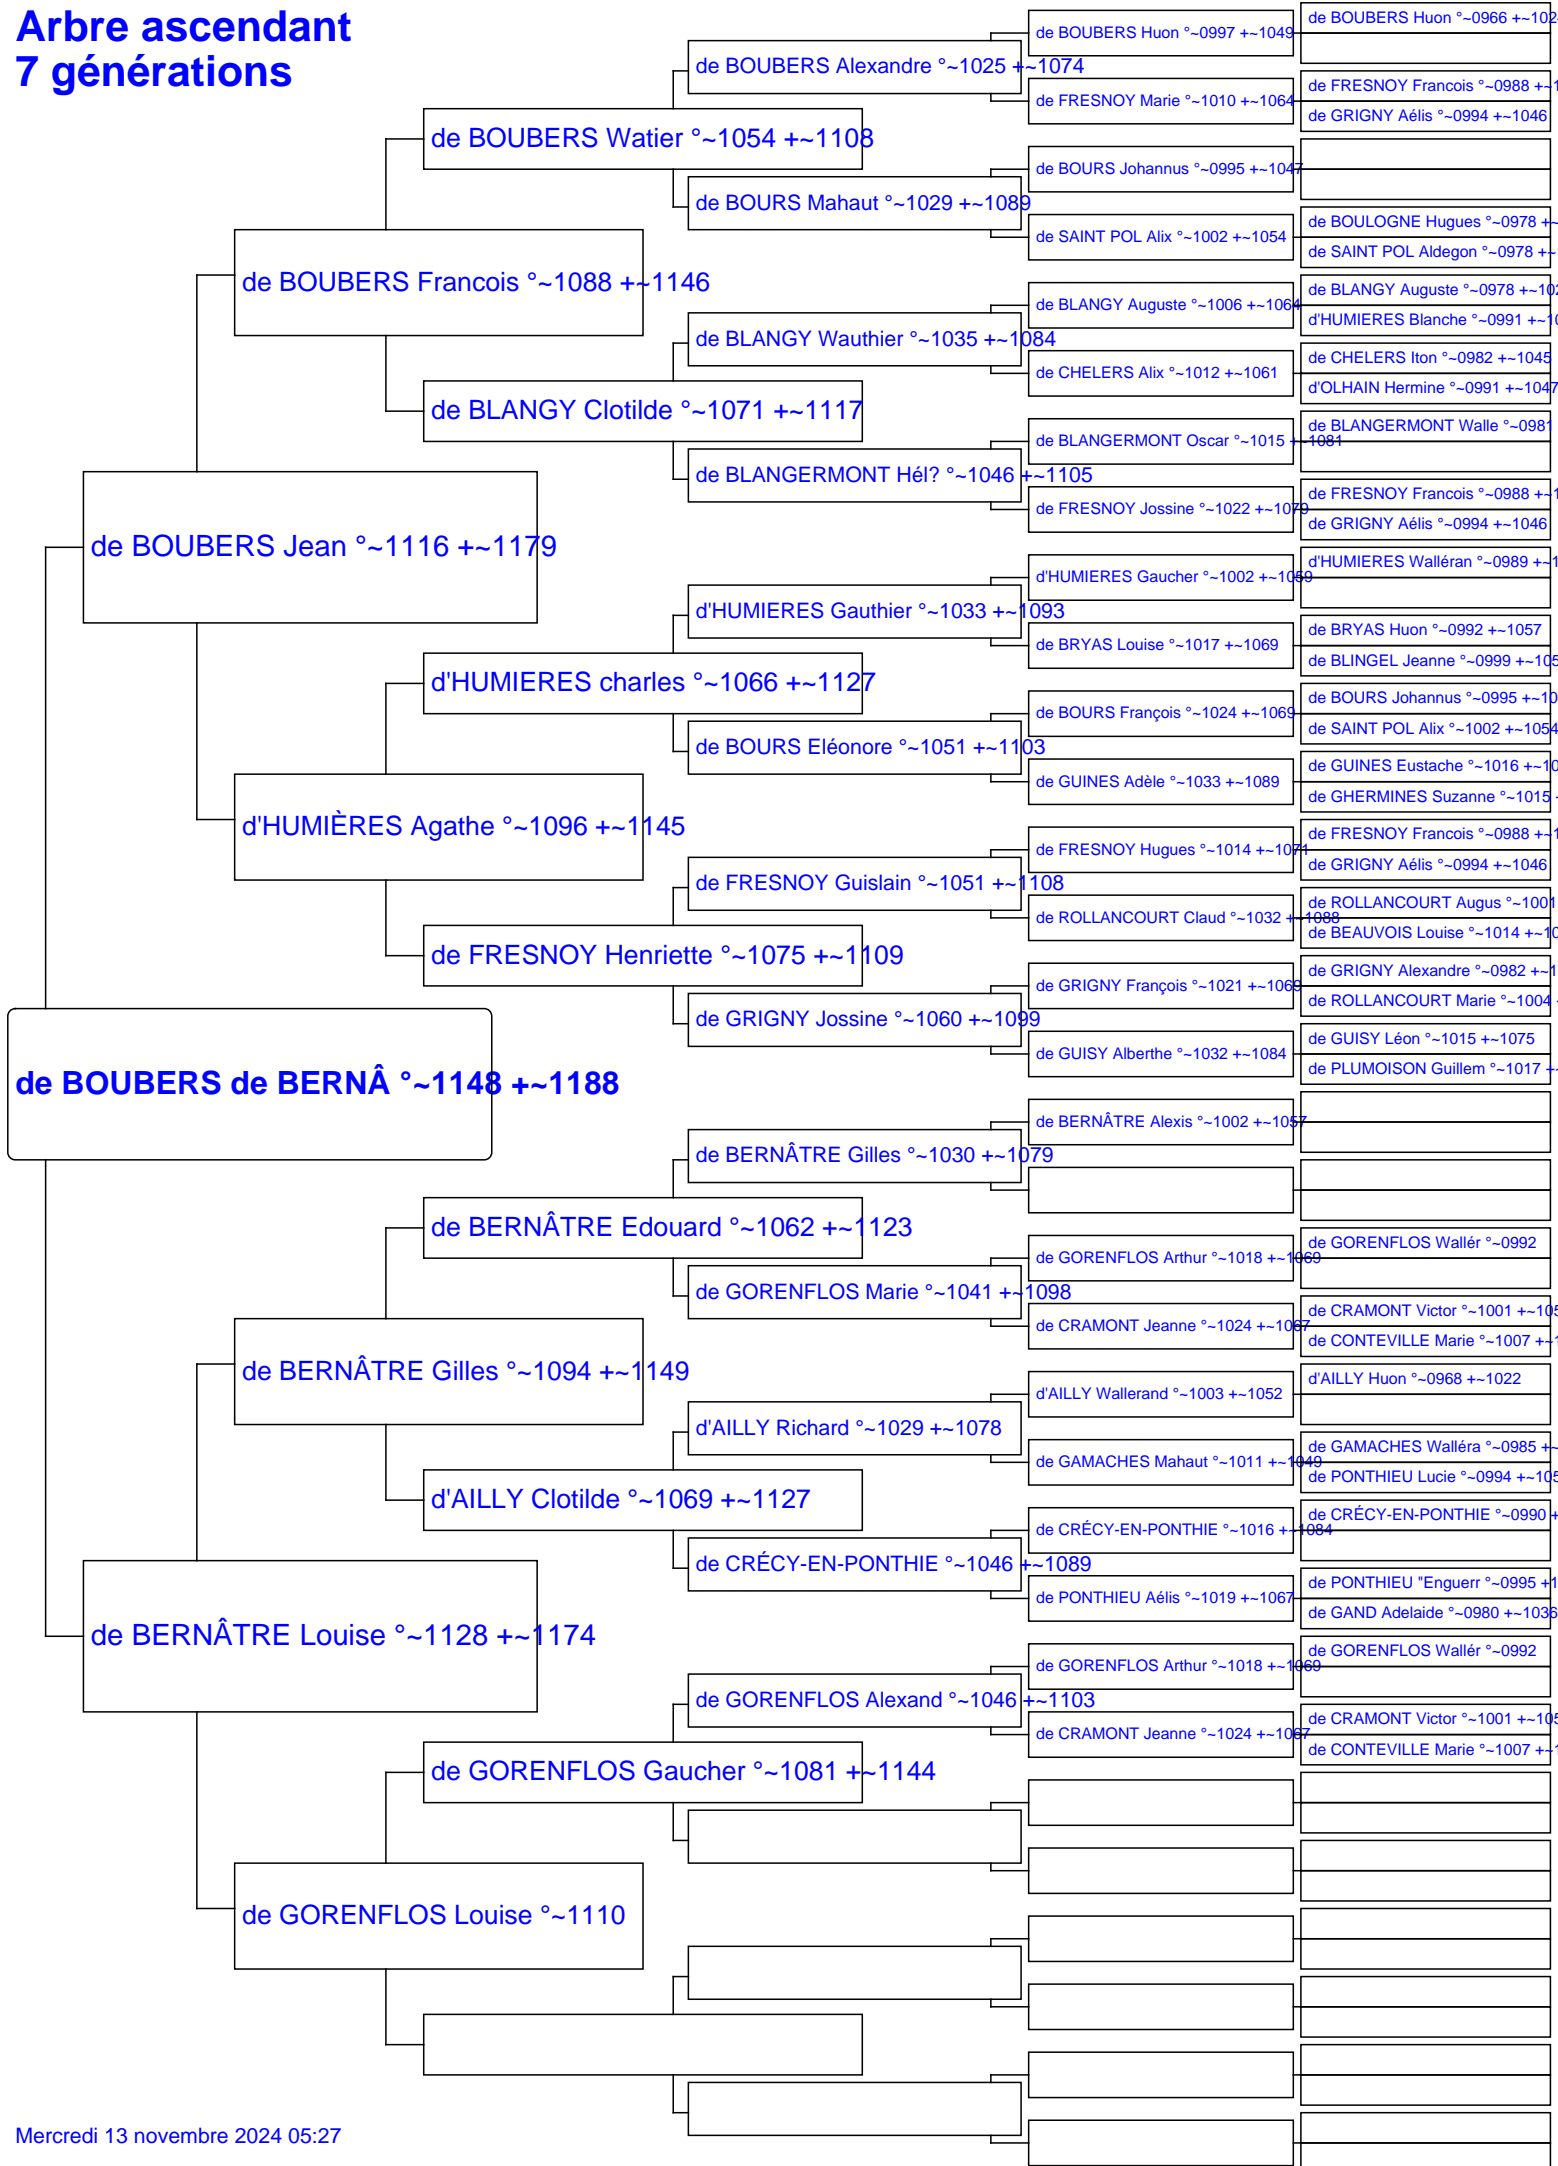 Arbre ascendant
7 générations
de BOUBERS de BERNÂ °~1148 +~1188
de BOUBERS Jean °~1116 +~1179
de BERNÂTRE Louise °~1128 +~1174
de BOUBERS Francois °~1088 +~1146
d'HUMIÈRES Agathe °~1096 +~1145
de BERNÂTRE Gilles °~1094 +~1149
de GORENFLOS Louise °~1110
de BOUBERS Watier °~1054 +~1108
de BLANGY Clotilde °~1071 +~1117
d'HUMIERES charles °~1066 +~1127
de FRESNOY Henriette °~1075 +~1109
de BERNÂTRE Edouard °~1062 +~1123
d'AILLY Clotilde °~1069 +~1127
de GORENFLOS Gaucher °~1081 +~1144
de BOUBERS Alexandre °~1025 +~1074
de BOURS Mahaut °~1029 +~1089
de BLANGY Wauthier °~1035 +~1084
de BLANGERMONT Hél? °~1046 +~1105
d'HUMIERES Gauthier °~1033 +~1093
de BOURS Eléonore °~1051 +~1103
de FRESNOY Guislain °~1051 +~1108
de GRIGNY Jossine °~1060 +~1099
de BERNÂTRE Gilles °~1030 +~1079
de GORENFLOS Marie °~1041 +~1098
d'AILLY Richard °~1029 +~1078
de CRÉCY-EN-PONTHIE °~1046 +~1089
de GORENFLOS Alexand °~1046 +~1103
de BOUBERS Huon °~0997 +~1049
de FRESNOY Marie °~1010 +~1064
de BOURS Johannus °~0995 +~1047
de SAINT POL Alix °~1002 +~1054
de BLANGY Auguste °~1006 +~1064
de CHELERS Alix °~1012 +~1061
de BLANGERMONT Oscar °~1015 +~1081
de FRESNOY Jossine °~1022 +~1079
d'HUMIERES Gaucher °~1002 +~1059
de BRYAS Louise °~1017 +~1069
de BOURS François °~1024 +~1069
de GUINES Adèle °~1033 +~1089
de FRESNOY Hugues °~1014 +~1071
de ROLLANCOURT Claud °~1032 +~1088
de GRIGNY François °~1021 +~1069
de GUISY Alberthe °~1032 +~1084
de BERNÂTRE Alexis °~1002 +~1057
de GORENFLOS Arthur °~1018 +~1069
de CRAMONT Jeanne °~1024 +~1067
d'AILLY Wallerand °~1003 +~1052
de GAMACHES Mahaut °~1011 +~1049
de CRÉCY-EN-PONTHIE °~1016 +~1084
de PONTHIEU Aélis °~1019 +~1067
de GORENFLOS Arthur °~1018 +~1069
de CRAMONT Jeanne °~1024 +~1067
de BOUBERS Huon °~0966 +~102
de FRESNOY Francois °~0988 +~1
de GRIGNY Aélis °~0994 +~1046
de BOULOGNE Hugues °~0978 +~
de SAINT POL Aldegon °~0978 +~
de BLANGY Auguste °~0978 +~102
d'HUMIERES Blanche °~0991 +~10
de CHELERS Iton °~0982 +~1045
d'OLHAIN Hermine °~0991 +~1047
de BLANGERMONT Walle °~0981
de FRESNOY Francois °~0988 +~1
de GRIGNY Aélis °~0994 +~1046
d'HUMIERES Walléran °~0989 +~1
de BRYAS Huon °~0992 +~1057
de BLINGEL Jeanne °~0999 +~105
de BOURS Johannus °~0995 +~10
de SAINT POL Alix °~1002 +~1054
de GUINES Eustache °~1016 +~10
de GHERMINES Suzanne °~1015 +
de FRESNOY Francois °~0988 +~1
de GRIGNY Aélis °~0994 +~1046
de ROLLANCOURT Augus °~1001
de BEAUVOIS Louise °~1014 +~10
de GRIGNY Alexandre °~0982 +~1
de ROLLANCOURT Marie °~1004 +
de GUISY Léon °~1015 +~1075
de PLUMOISON Guillem °~1017 +~
de GORENFLOS Wallér °~0992
de CRAMONT Victor °~1001 +~105
de CONTEVILLE Marie °~1007 +~1
d'AILLY Huon °~0968 +~1022
de GAMACHES Walléra °~0985 +~
de PONTHIEU Lucie °~0994 +~105
de CRÉCY-EN-PONTHIE °~0990 +
de PONTHIEU "Enguerr °~0995 +1
de GAND Adelaide °~0980 +~1036
de GORENFLOS Wallér °~0992
de CRAMONT Victor °~1001 +~105
de CONTEVILLE Marie °~1007 +~1
Mercredi 13 novembre 2024 05:27